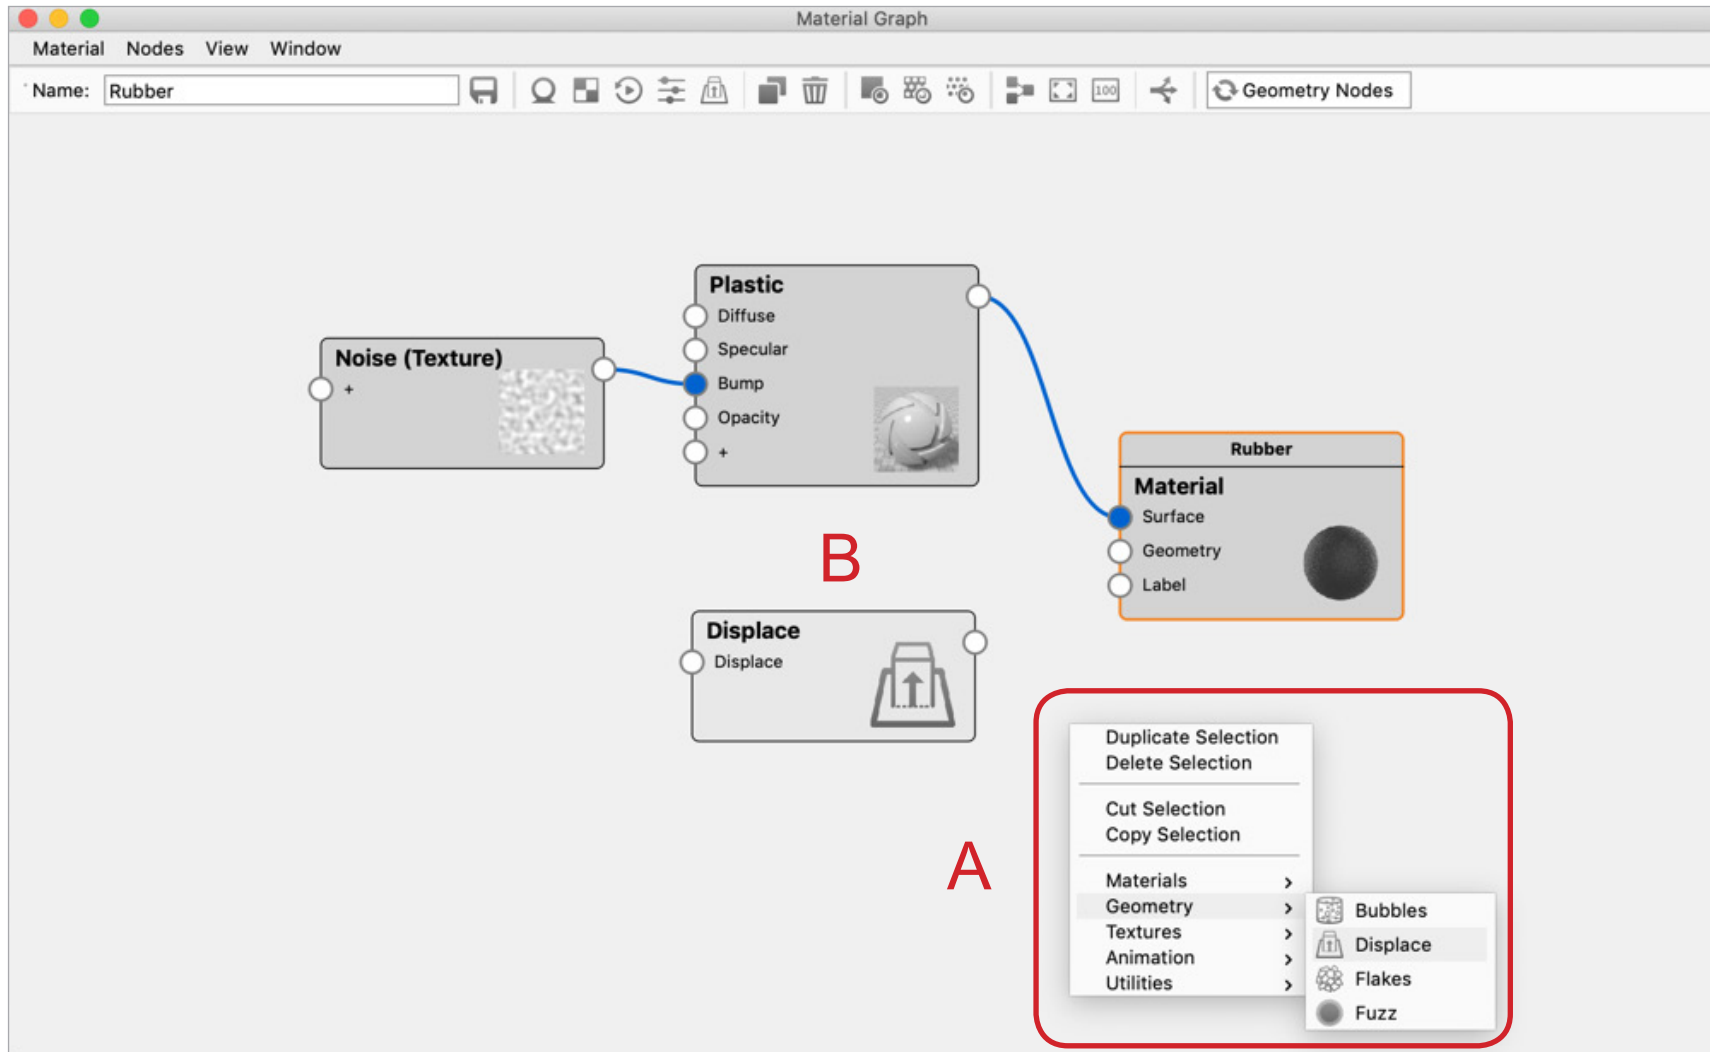 Material Graph
Material Nodes View Window
Name: Rubber 100 Geometry Nodes
Plastic
Diffuse
Specular
Bump
Opacity
+
Noise (Texture)
+
Rubber
Material
Surface
Geometry
Label
B
Displace
Displace
A
Duplicate Selection
Delete Selection
Cut Selection
Copy Selection
Materials
Geometry
Textures
Animation
Utilities
Bubbles
Displace
Flakes
Fuzz